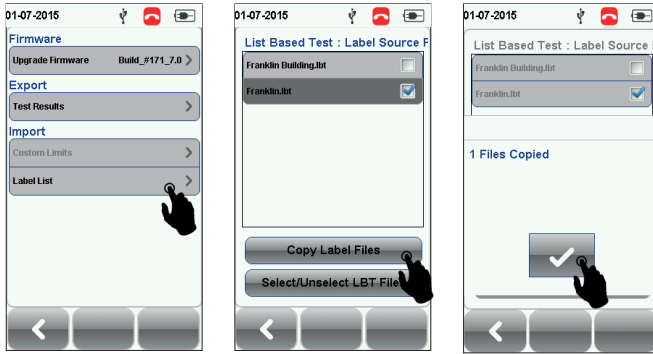 01-07-2015
Firmware
Upgrade Firmware Build_#171_7.0
Export
Test Results
Import
Custom Limits
Label List
01-07-2015
List Based Test : Label Source F
Franklin Building.lbt
Franklin.lbt
Copy Label Files
Select/Unselect LBT File
01-07-2015
List Based Test : Label Source
Franklin Building.lbt
Franklin.lbt
1 Files Copied